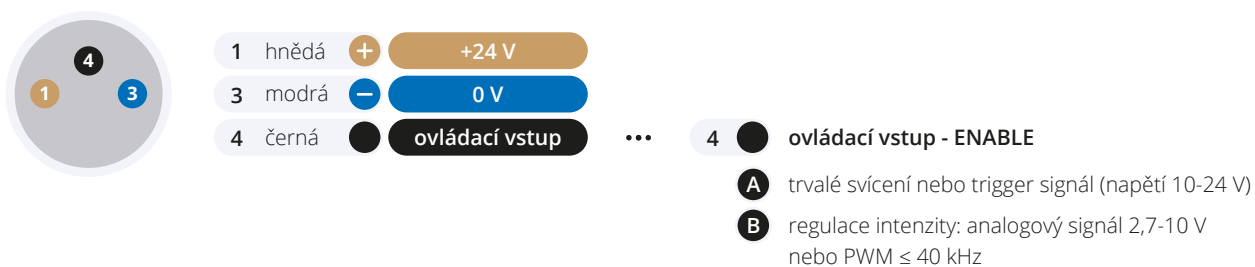 4
1 3
1 hnědá + +24 V
3 modrá − 0 V
4 černá ovládací vstup ••• 4 ovládací vstup - ENABLE
A trvalé svícení nebo trigger signál (napětí 10-24 V)
B regulace intenzity: analogový signál 2,7-10 V
nebo PWM ≤ 40 kHz